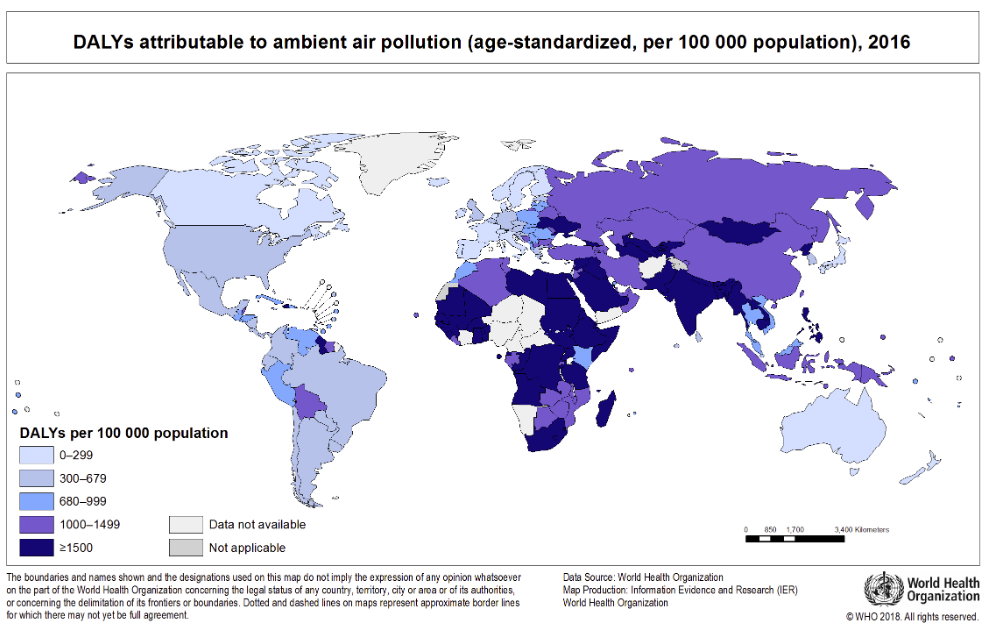 DALYs attributable to ambient air pollution (age-standardized, per 100 000 population), 2016
DALYs per 100 000 population
0–299
300–679
680–999
1000–1499
≥1500
Data not available
Not applicable
0 850 1,700 3,400 Kilometers
The boundaries and names shown and the designations used on this map do not imply the expression of any opinion whatsoever
on the part of the World Health Organization concerning the legal status of any country, territory, city or area or of its authorities,
or concerning the delimitation of its frontiers or boundaries. Dotted and dashed lines on maps represent approximate border lines
for which there may not yet be full agreement.
Data Source: World Health Organization
Map Production: Information Evidence and Research (IER)
World Health Organization
World Health
Organization
© WHO 2018. All rights reserved.